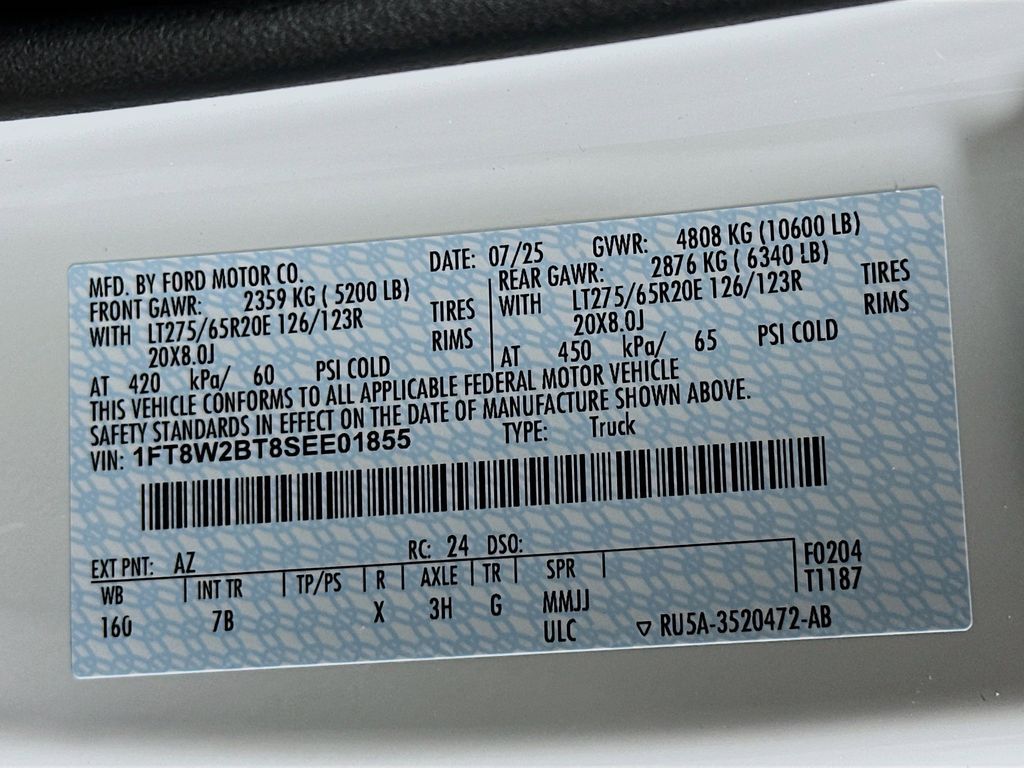 MFD. BY FORD MOTOR CO. DATE: 07/25 GVWR: 4808 KG (10600 LB)
FRONT GAWR: 2359 KG ( 5200 LB) REAR GAWR: 2876 KG ( 6340 LB)
WITH LT275/65R20E 126/123R TIRES WITH LT275/65R20E 126/123R TIRES
20X8.0J RIMS 20X8.0J RIMS
AT 420 kPa/ 60 PSI COLD AT 450 kPa/ 65 PSI COLD
THIS VEHICLE CONFORMS TO ALL APPLICABLE FEDERAL MOTOR VEHICLE
SAFETY STANDARDS IN EFFECT ON THE DATE OF MANUFACTURE SHOWN ABOVE.
VIN: 1FT8W2BT8SEE01855 TYPE: Truck
EXT PNT: AZ RC: 24 DSO: F0204
WB INT TR TP/PS R AXLE TR SPR T1187
160 7B X 3H G MMJJ
ULC RU5A-3520472-AB